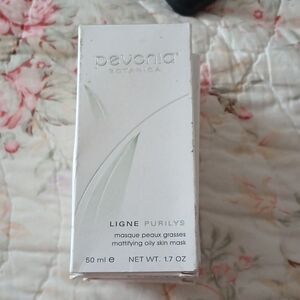 pevonia®
BOTANICA
LIGNE PURILYS
masque peaux grasses
mattifying oily skin mask
50 ml e NET WT. 1.7 OZ